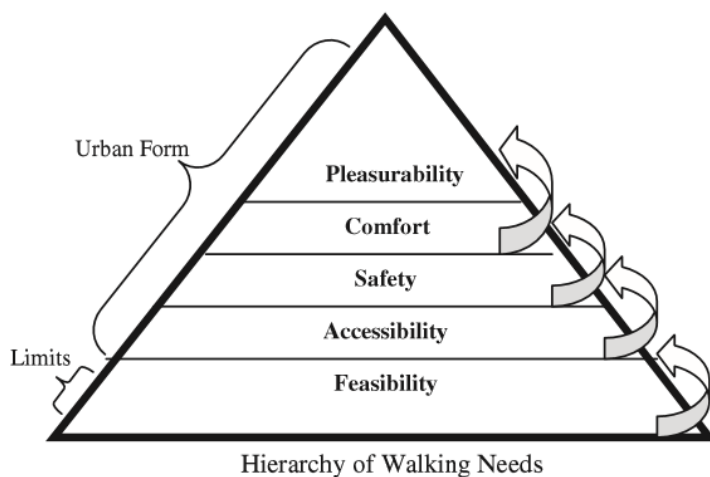 Urban Form
Pleasurability
Comfort
Safety
Accessibility
Limits
Feasibility
Hierarchy of Walking Needs